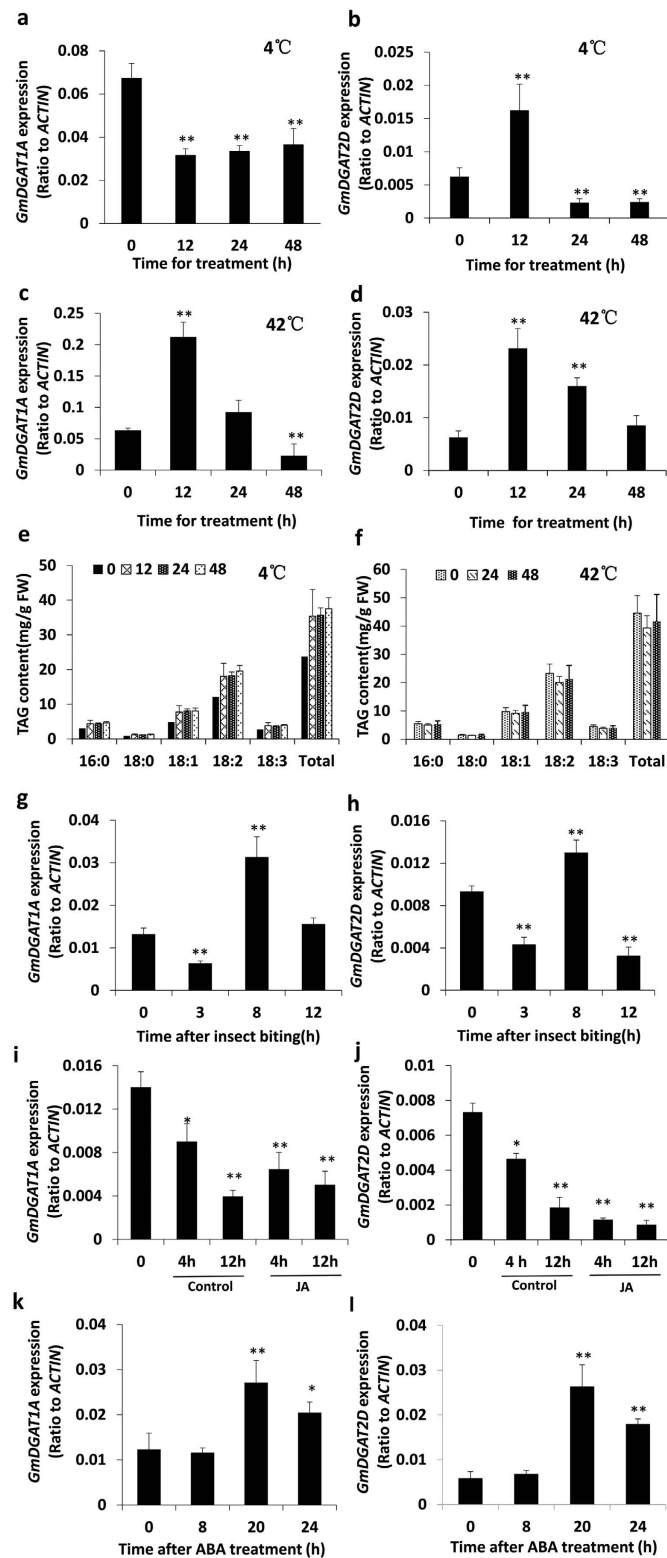 a
4℃
GmDGAT1A expression
(Ratio to ACTIN)
0.08
0.06
0.04
0.02
0
** ** **
0 12 24 48
Time for treatment (h)
b
4℃
GmDGAT2D expression
(Ratio to ACTIN)
0.025
0.02
0.015
0.01
0.005
0
** ** **
0 12 24 48
Time for treatment (h)
c
42℃
GmDGAT1A expression
(Ratio to ACTIN)
0.25
0.2
0.15
0.1
0.05
0
** **
0 12 24 48
Time for treatment (h)
d
42℃
GmDGAT2D expression
(Ratio to ACTIN)
0.03
0.02
0.01
0
** **
0 12 24 48
Time for treatment (h)
e
0 12 24 48
4℃
TAG content(mg/g FW)
50
40
30
20
10
0
16:0 18:0 18:1 18:2 18:3 Total
f
0 24 48
42℃
TAG content(mg/g FW)
60
50
40
30
20
10
0
16:0 18:0 18:1 18:2 18:3 Total
g
GmDGAT1A expression
(Ratio to ACTIN)
0.04
0.03
0.02
0.01
0
** **
0 3 8 12
Time after insect biting(h)
h
GmDGAT2D expression
(Ratio to ACTIN)
0.016
0.012
0.008
0.004
0
** ** **
0 3 8 12
Time after insect biting(h)
i
GmDGAT1A expression
(Ratio to ACTIN)
0.016
0.012
0.008
0.004
0
* ** ** **
0 4h 12h 4h 12h
Control JA
j
GmDGAT2D expression
(Ratio to ACTIN)
0.01
0.008
0.006
0.004
0.002
0
* ** ** **
0 4 h 12h 4h 12h
Control JA
k
GmDGAT1A expression
(Ratio to ACTIN)
0.04
0.03
0.02
0.01
0
** *
0 8 20 24
Time after ABA treatment (h)
l
GmDGAT2D expression
(Ratio to ACTIN)
0.04
0.03
0.02
0.01
0
** **
0 8 20 24
Time after ABA treatment (h)